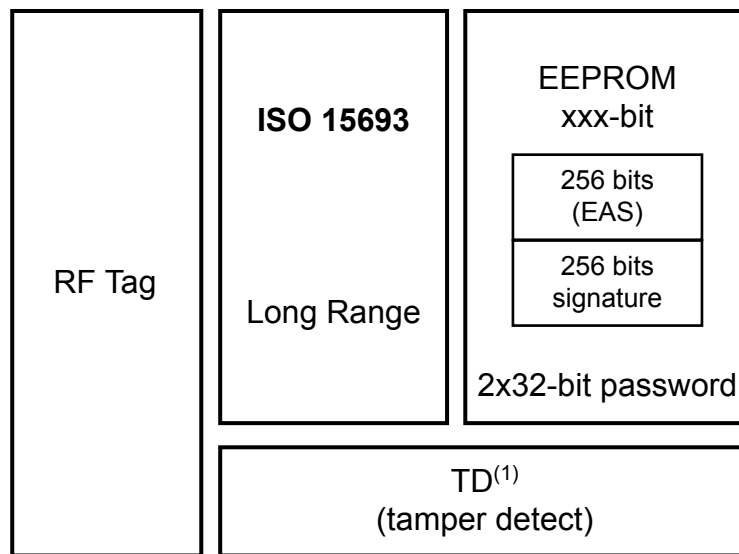 RF Tag
ISO 15693
Long Range
EEPROM
xxx-bit
256 bits
(EAS)
256 bits
signature
2x32-bit password
TD(1)
(tamper detect)